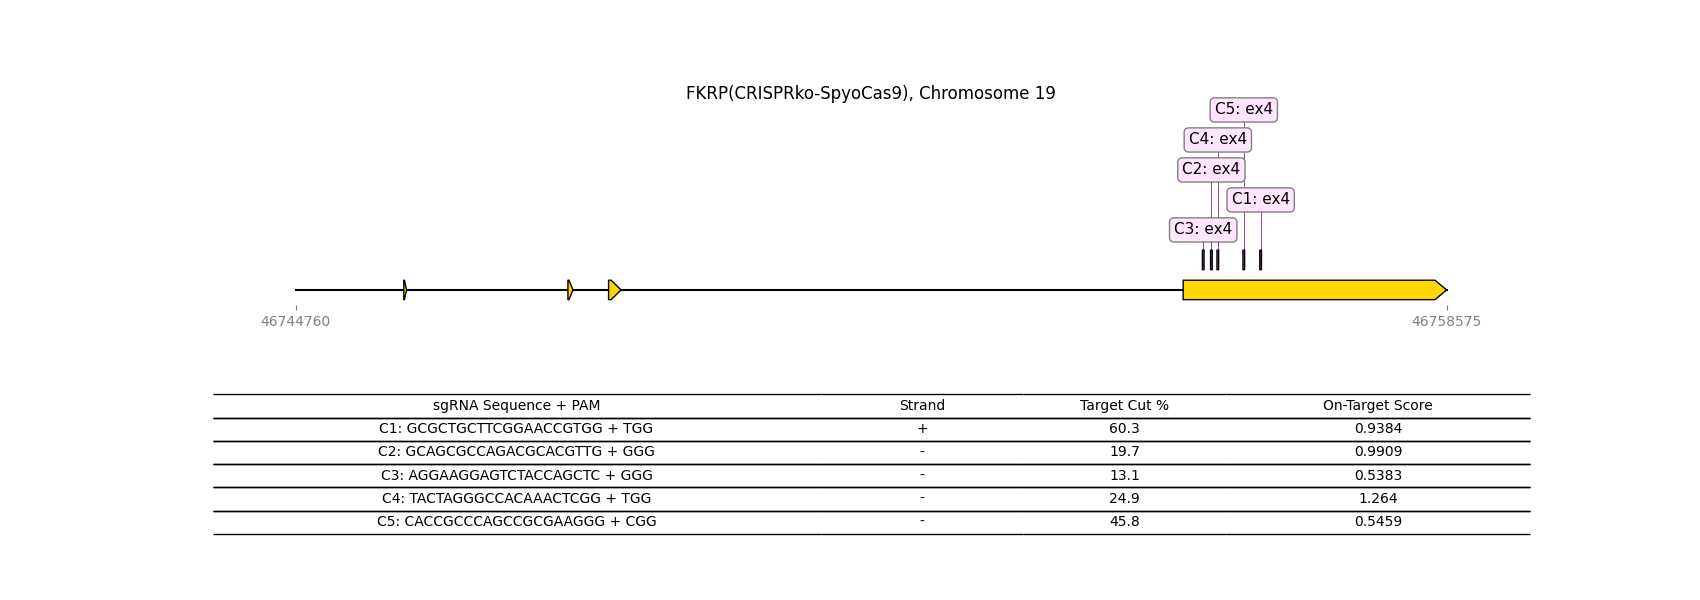 FKRP(CRISPRko-SpyoCas9), Chromosome 19
C5: ex4
C4: ex4
C2: ex4
C1: ex4
C3: ex4
46744760 46758575
sgRNA Sequence + PAM Strand Target Cut % On-Target Score
C1: GCGCTGCTTCGGAACCGTGG + TGG + 60.3 0.9384
C2: GCAGCGCCAGACGCACGTTG + GGG - 19.7 0.9909
C3: AGGAAGGAGTCTACCAGCTC + GGG - 13.1 0.5383
C4: TACTAGGGCCACAAACTCGG + TGG - 24.9 1.264
C5: CACCGCCCAGCCGCGAAGGG + CGG - 45.8 0.5459